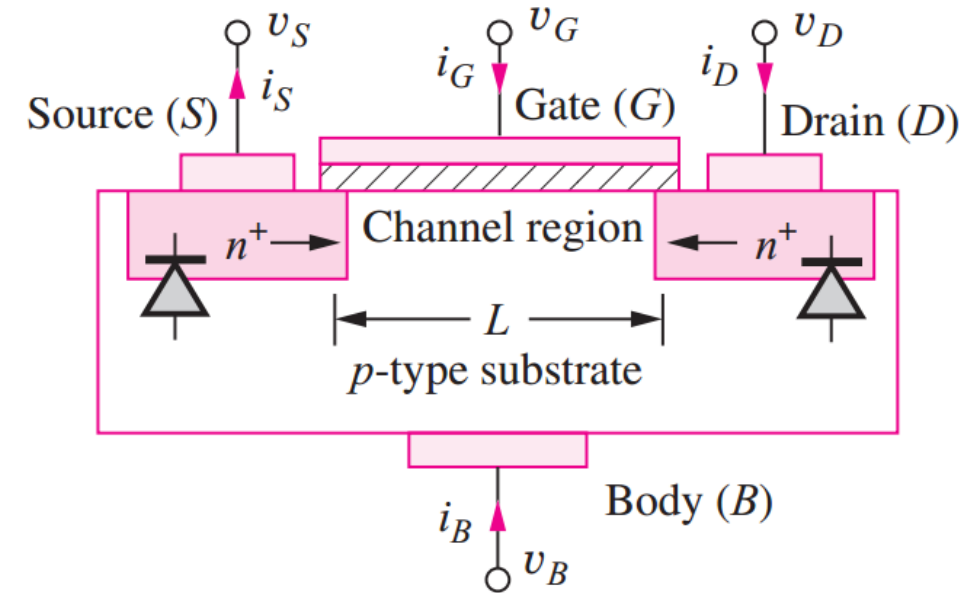 v_S
v_G
v_D
i_S
i_G
i_D
Source (S)
Gate (G)
Drain (D)
n⁺
Channel region
n⁺
L
p-type substrate
Body (B)
i_B
v_B